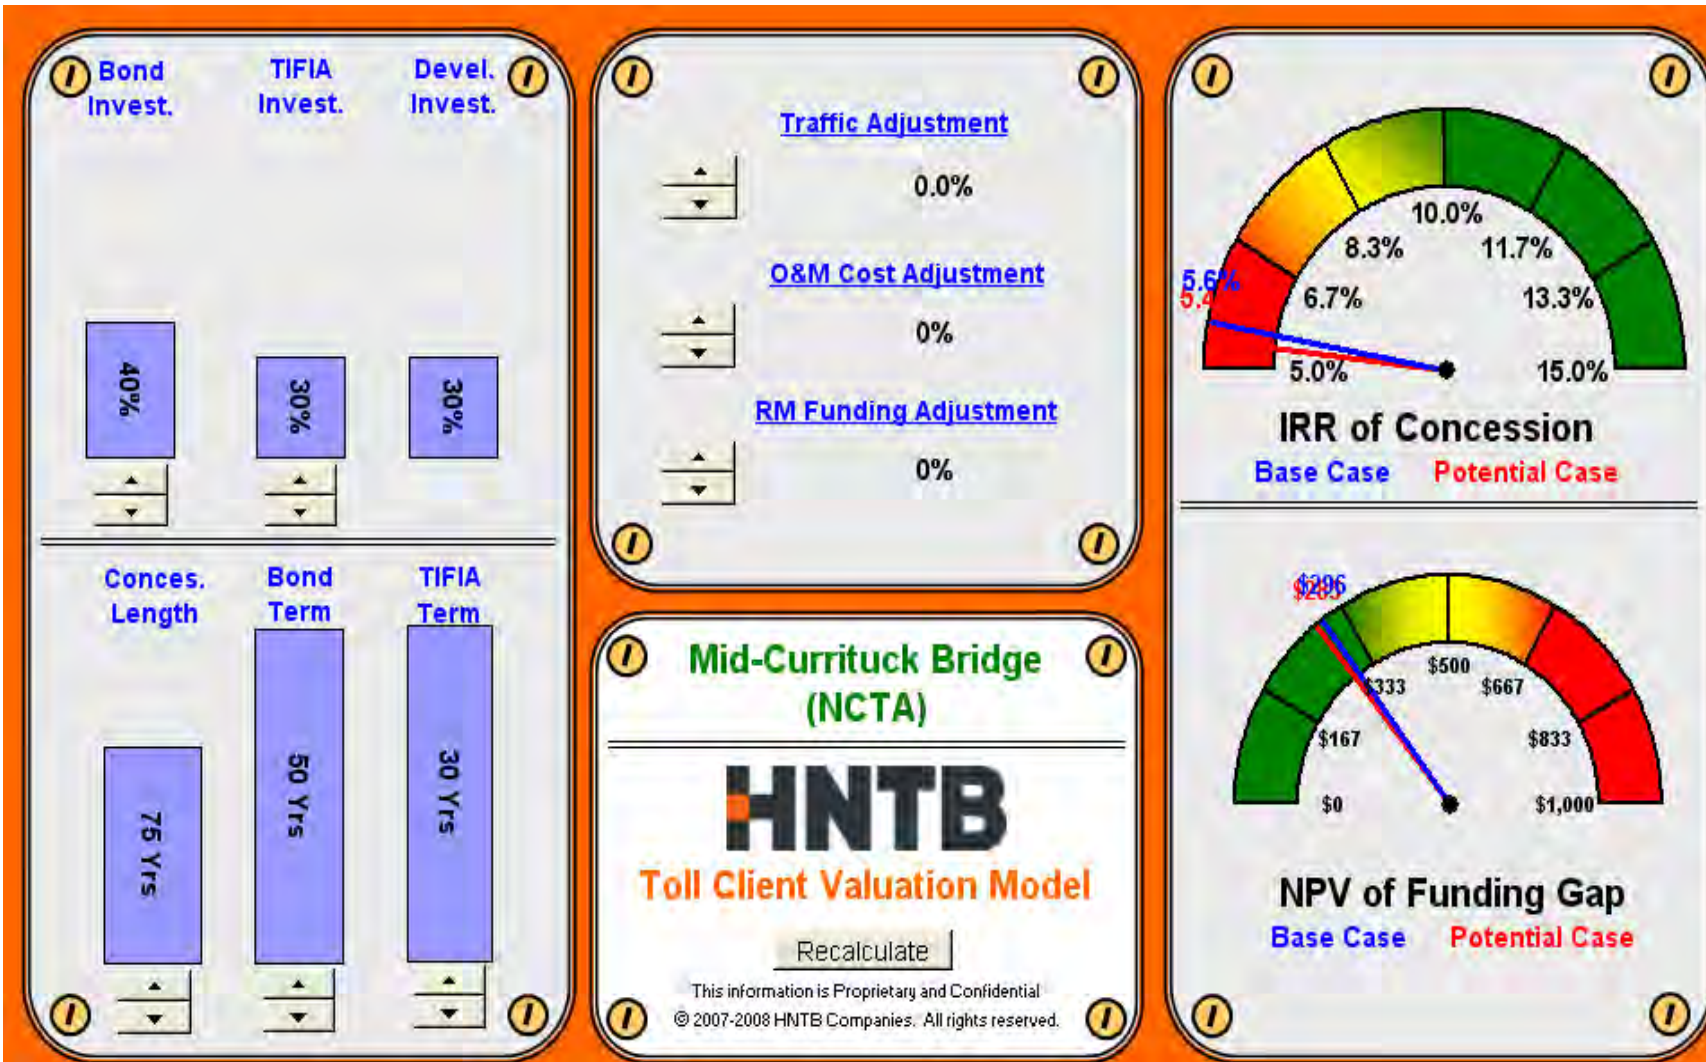 Bond
Invest.
TIFIA
Invest.
Devel.
Invest.
40%
30%
30%
Conces.
Length
Bond
Term
TIFIA
Term
75 Yrs
50 Yrs
30 Yrs
Traffic Adjustment
0.0%
O&M Cost Adjustment
0%
RM Funding Adjustment
0%
Mid-Currituck Bridge
(NCTA)
HNTB
Toll Client Valuation Model
Recalculate
This information is Proprietary and Confidential
© 2007-2008 HNTB Companies. All rights reserved.
5.6%
5.0%
6.7%
8.3%
10.0%
11.7%
13.3%
15.0%
IRR of Concession
Base Case Potential Case
$296
$0
$167
$333
$500
$667
$833
$1,000
NPV of Funding Gap
Base Case Potential Case